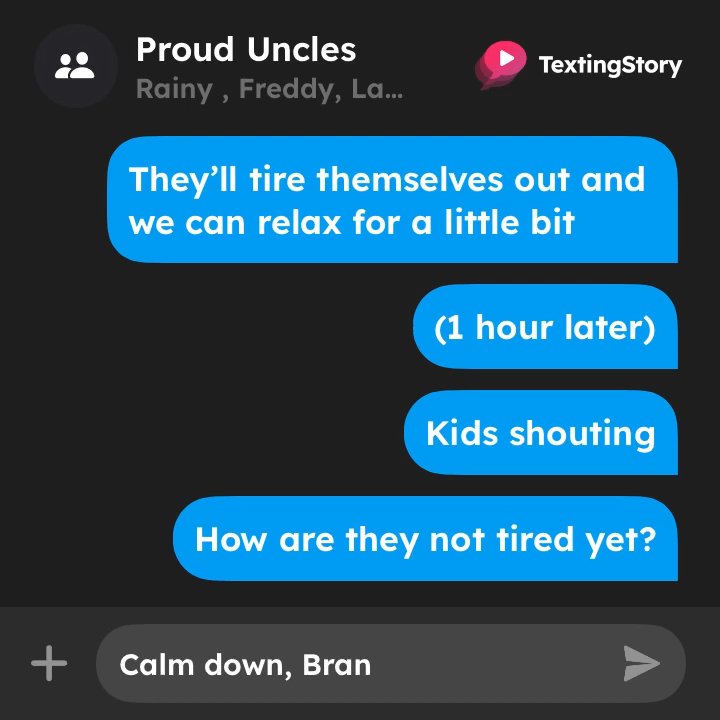 Proud Uncles
Rainy , Freddy, La...
TextingStory
They’ll tire themselves out and
we can relax for a little bit
(1 hour later)
Kids shouting
How are they not tired yet?
Calm down, Bran